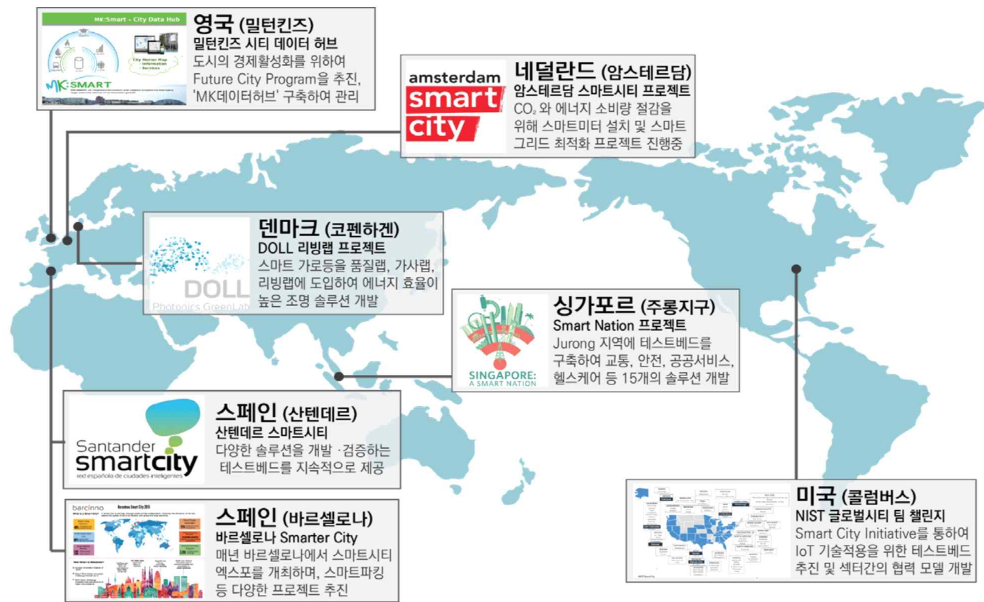 MK:Smart - City Data Hub
MK:SMART
영국 (밀턴킨즈)
밀턴킨즈 시티 데이터 허브
도시의 경제활성화를 위하여
Future City Program을 추진,
'MK데이터허브' 구축하여 관리
amsterdam
smart
city
네덜란드 (암스테르담)
암스테르담 스마트시티 프로젝트
CO₂ 와 에너지 소비량 절감을
위해 스마트미터 설치 및 스마트
그리드 최적화 프로젝트 진행중
DOLL
Photonics GreenLab
덴마크 (코펜하겐)
DOLL 리빙랩 프로젝트
스마트 가로등을 품질랩, 가사랩,
리빙랩에 도입하여 에너지 효율이
높은 조명 솔루션 개발
SINGAPORE:
A SMART NATION
싱가포르 (주롱지구)
Smart Nation 프로젝트
Jurong 지역에 테스트베드를
구축하여 교통, 안전, 공공서비스,
헬스케어 등 15개의 솔루션 개발
Santander
smartcity
red española de ciudades inteligentes
스페인 (산텐데르)
산텐데르 스마트시티
다양한 솔루션을 개발 ·검증하는
테스트베드를 지속적으로 제공
barcinno
Barcelona Smart City 2015
스페인 (바르셀로나)
바르셀로나 Smarter City
매년 바르셀로나에서 스마트시티
엑스포를 개최하며, 스마트파킹
등 다양한 프로젝트 추진
미국 (콜럼버스)
NIST 글로벌시티 팀 챌린지
Smart City Initiative를 통하여
IoT 기술적용을 위한 테스트베드
추진 및 섹터간의 협력 모델 개발